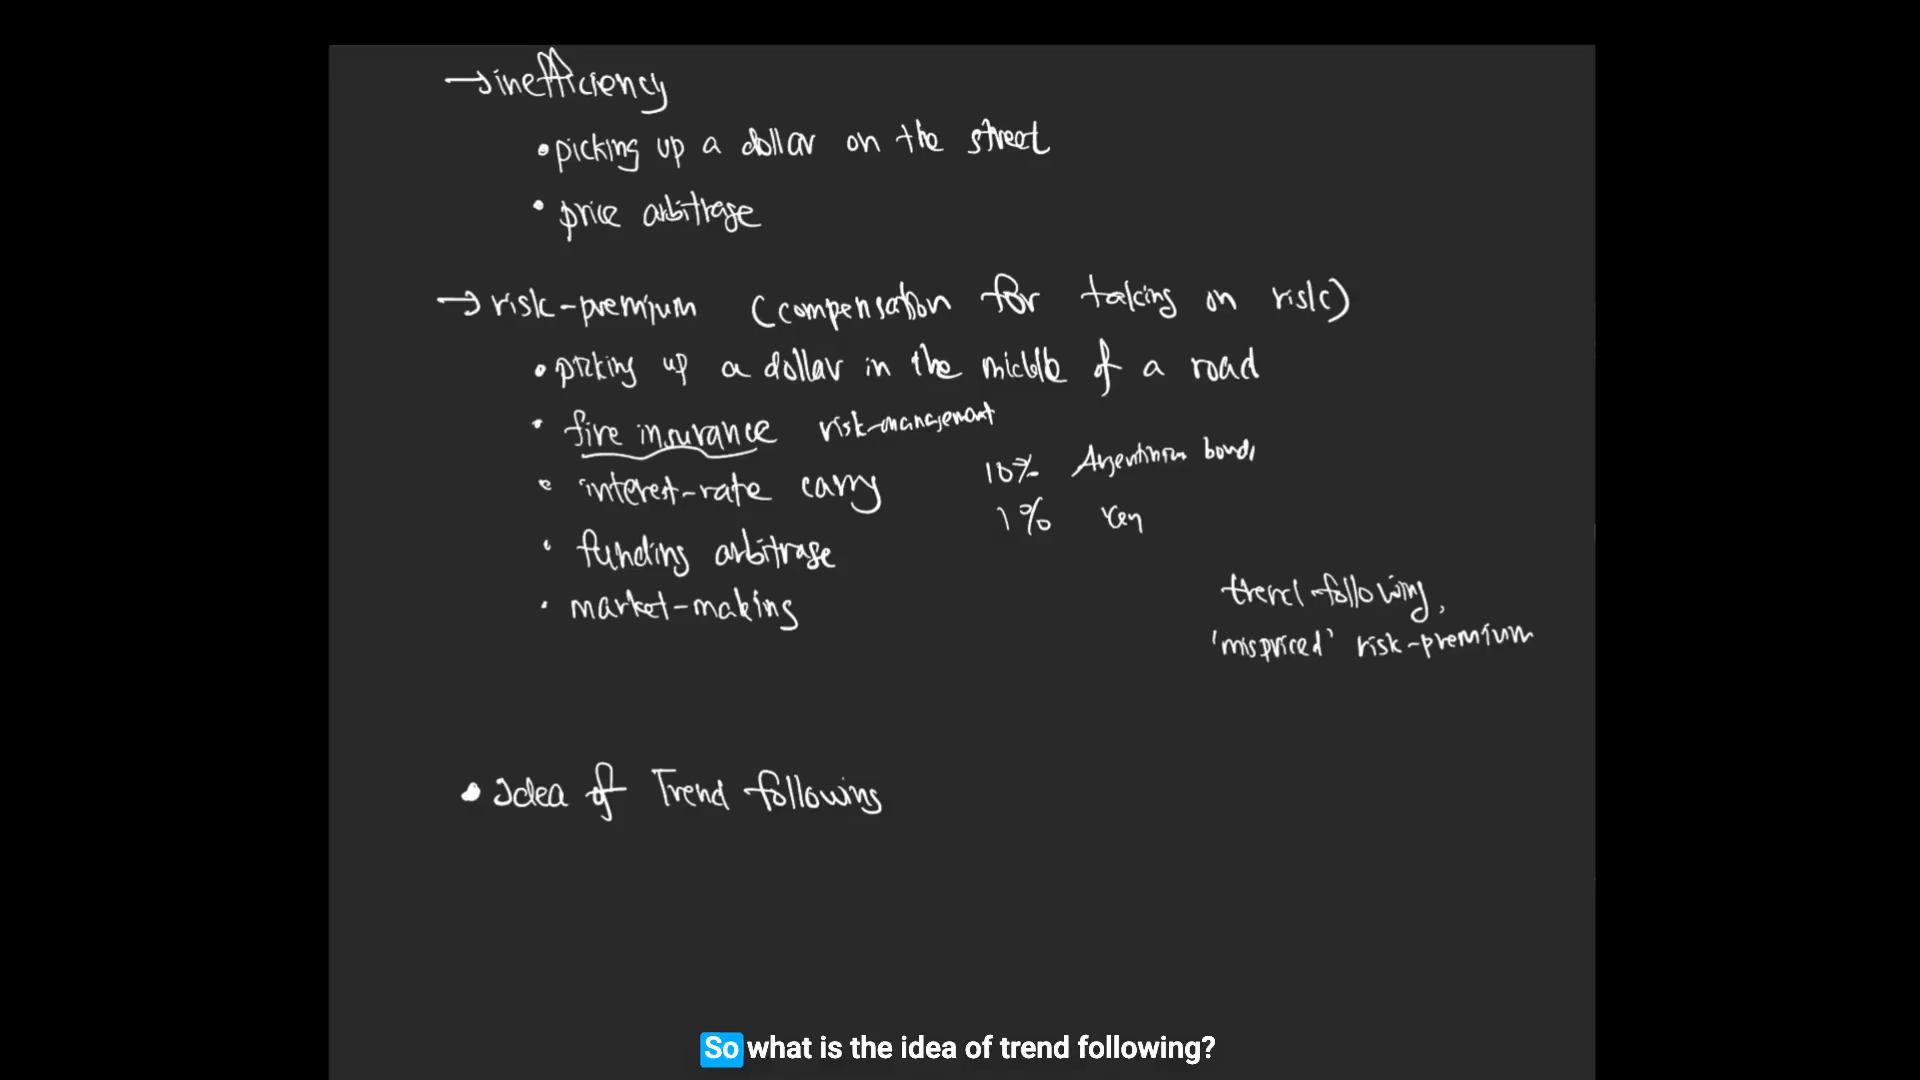 → inefficiency
• picking up a dollar on the street
• price arbitrage
→ risk-premium (compensation for taking on risk)
• picking up a dollar in the middle of a road
• fire insurance risk-management
• interest-rate carry 10% Argentinian bonds
1% Yen
• funding arbitrage
• market-making
trend-following,
'mispriced' risk-premium
• Idea of Trend following
So what is the idea of trend following?